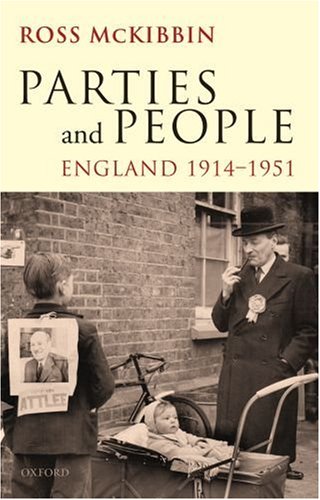 ROSS McKIBBIN
PARTIES
and PEOPLE
ENGLAND 1914–1951
ATTLEE
OXFORD